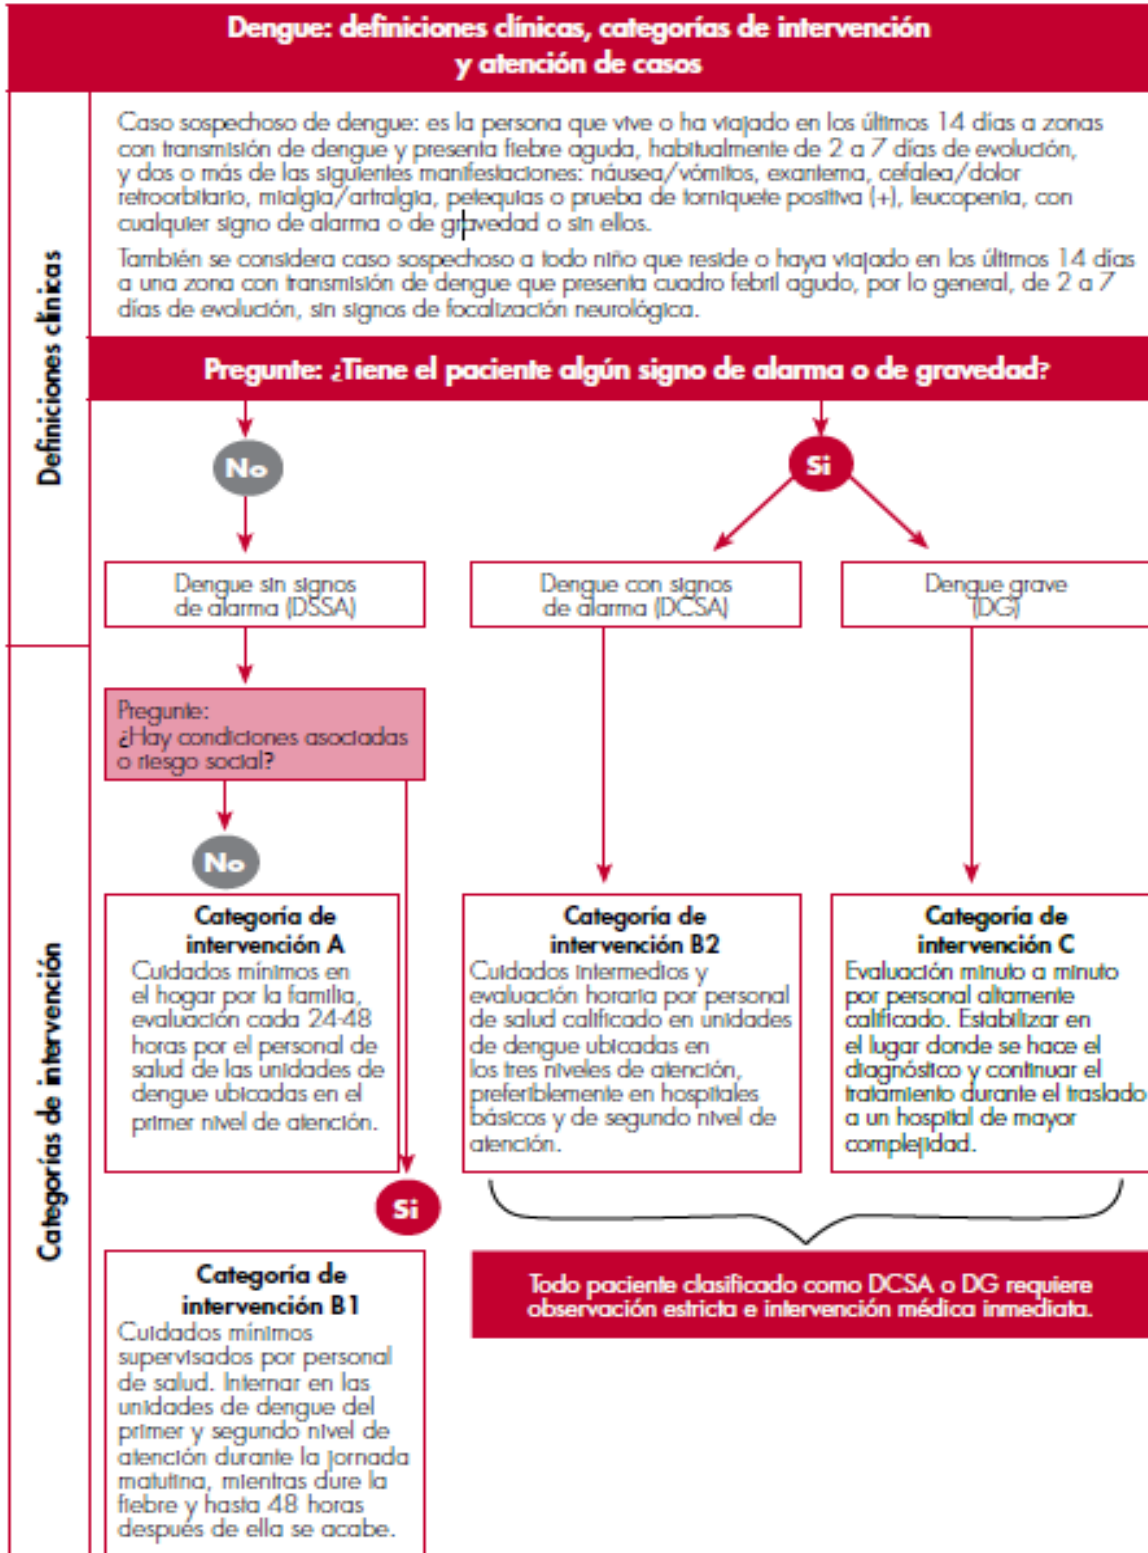 Dengue: definiciones clínicas, categorías de intervención
y atención de casos
Definiciones clínicas
Caso sospechoso de dengue: es la persona que vive o ha viajado en los últimos 14 días a zonas
con transmisión de dengue y presenta fiebre aguda, habitualmente de 2 a 7 días de evolución,
y dos o más de las siguientes manifestaciones: náusea/vómitos, exantema, cefalea/dolor
retroorbitario, mialgia/artralgia, petequias o prueba de torniquete positiva (+), leucopenia, con
cualquier signo de alarma o de gravedad o sin ellos.
También se considera caso sospechoso a todo niño que reside o haya viajado en los últimos 14 días
a una zona con transmisión de dengue que presenta cuadro febril agudo, por lo general, de 2 a 7
días de evolución, sin signos de focalización neurológica.
Pregunte: ¿Tiene el paciente algún signo de alarma o de gravedad?
No
Si
Dengue sin signos
de alarma (DSSA)
Dengue con signos
de alarma (DCSA)
Dengue grave
(DG)
Categorías de intervención
Pregunte:
¿Hay condiciones asociadas
o riesgo social?
No
Categoría de
intervención A
Cuidados mínimos en
el hogar por la familia,
evaluación cada 24-48
horas por el personal de
salud de las unidades de
dengue ubicadas en el
primer nivel de atención.
Categoría de
intervención B2
Cuidados intermedios y
evaluación horaria por personal
de salud calificado en unidades
de dengue ubicadas en
los tres niveles de atención,
preferiblemente en hospitales
básicos y de segundo nivel de
atención.
Categoría de
intervención C
Evaluación minuto a minuto
por personal altamente
calificado. Estabilizar en
el lugar donde se hace el
diagnóstico y continuar el
tratamiento durante el traslado
a un hospital de mayor
complejidad.
Si
Categoría de
intervención B1
Cuidados mínimos
supervisados por personal
de salud. Internar en las
unidades de dengue del
primer y segundo nivel de
atención durante la jornada
matutina, mientras dure la
fiebre y hasta 48 horas
después de ella se acabe.
Todo paciente clasificado como DCSA o DG requiere
observación estricta e intervención médica inmediata.